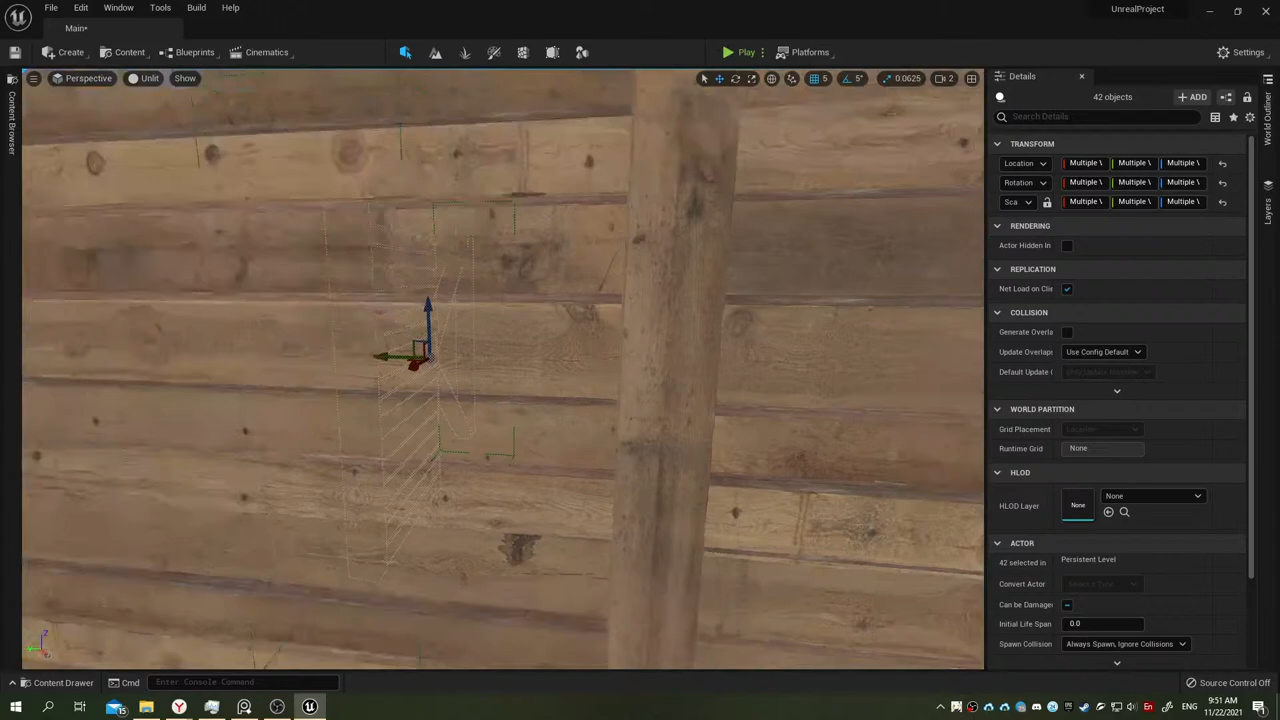 File Edit Window Tools Build Help
UnrealProject
Main*
Create Content Blueprints Cinematics Play Platforms Settings
Perspective Unlit Show 5 5° 0.0625 2
Content Browser
Details
42 objects ADD
Search Details
TRANSFORM
Location Multiple \ Multiple \ Multiple \
Rotation Multiple \ Multiple \ Multiple \
Sca Multiple \ Multiple \ Multiple \
RENDERING
Actor Hidden In
REPLICATION
Net Load on Clie
COLLISION
Generate Overla
Update Overlaps Use Config Default
Default Update (
WORLD PARTITION
Grid Placement
Runtime Grid None
HLOD
HLOD Layer None None
ACTOR
42 selected in Persistent Level
Convert Actor Select a Type
Can be Damage
Initial Life Span 0.0
Spawn Collision Always Spawn, Ignore Collisions
World Outliner
Layers
Content Drawer Cmd Enter Console Command Source Control Off
15 En 9:51 AM
11/22/2021